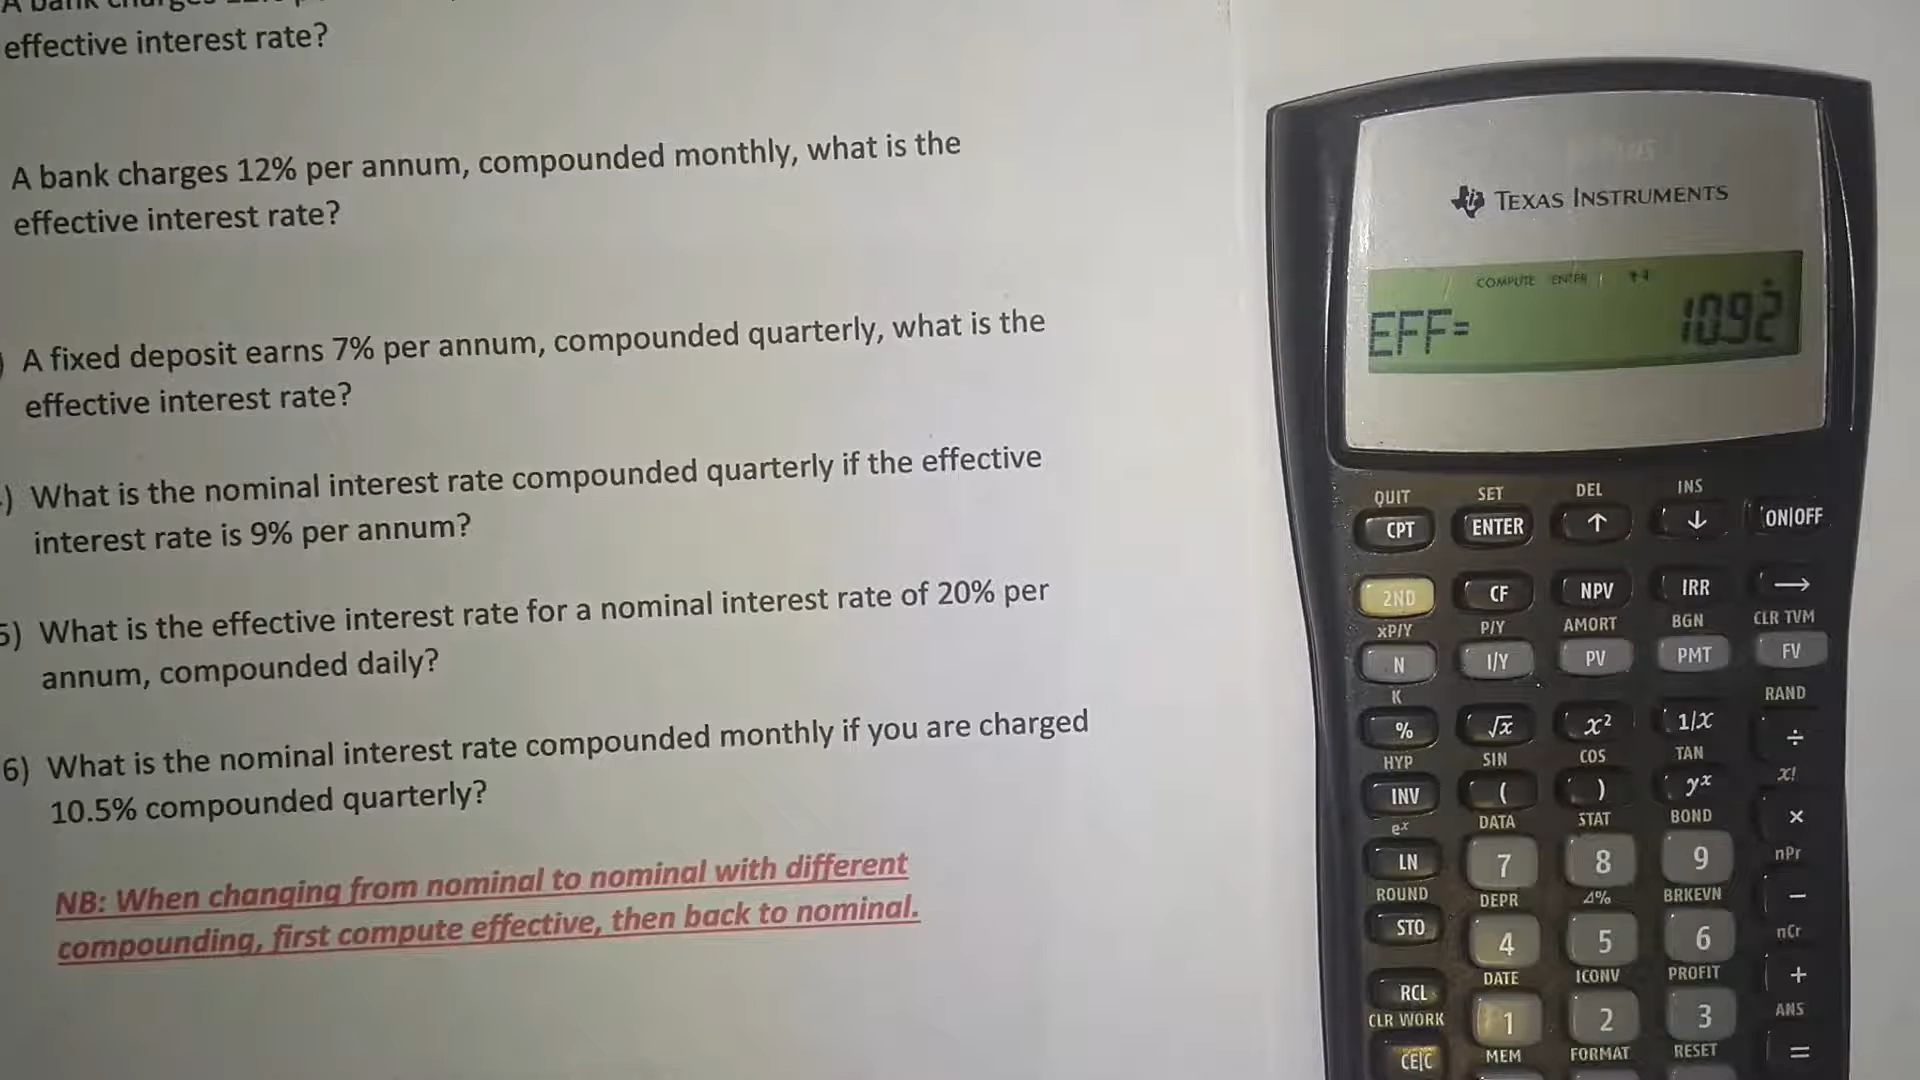 effective interest rate?
A bank charges 12% per annum, compounded monthly, what is the
effective interest rate?
) A fixed deposit earns 7% per annum, compounded quarterly, what is the
effective interest rate?
) What is the nominal interest rate compounded quarterly if the effective
interest rate is 9% per annum?
5) What is the effective interest rate for a nominal interest rate of 20% per
annum, compounded daily?
6) What is the nominal interest rate compounded monthly if you are charged
10.5% compounded quarterly?
NB: When changing from nominal to nominal with different
compounding, first compute effective, then back to nominal.
TEXAS INSTRUMENTS
COMPUTE ENTER
EFF= 10.92
QUIT SET DEL INS
CPT ENTER ↑ ↓ ON|OFF
2ND CF NPV IRR →
xP/Y P/Y AMORT BGN CLR TVM
N I/Y PV PMT FV
K RAND
% √x x² 1/x ÷
HYP SIN COS TAN x!
INV ( ) yˣ ×
eˣ DATA STAT BOND nPr
LN 7 8 9 −
ROUND DEPR Δ% BRKEVN nCr
STO 4 5 6 +
DATE ICONV PROFIT ANS
RCL 1 2 3 =
CLR WORK MEM FORMAT RESET
CE|C